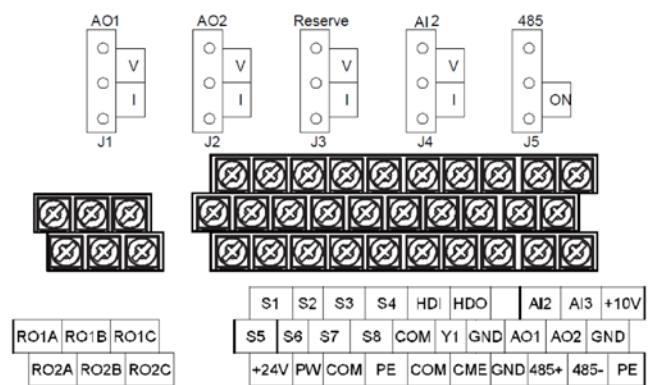 AO1 AO2 Reserve AI2 485
V V V V
I I I I ON
J1 J2 J3 J4 J5
S1 S2 S3 S4 HDI HDO AI2 AI3 +10V
RO1A RO1B RO1C S5 S6 S7 S8 COM Y1 GND AO1 AO2 GND
RO2A RO2B RO2C +24V PW COM PE COM CME GND 485+ 485- PE